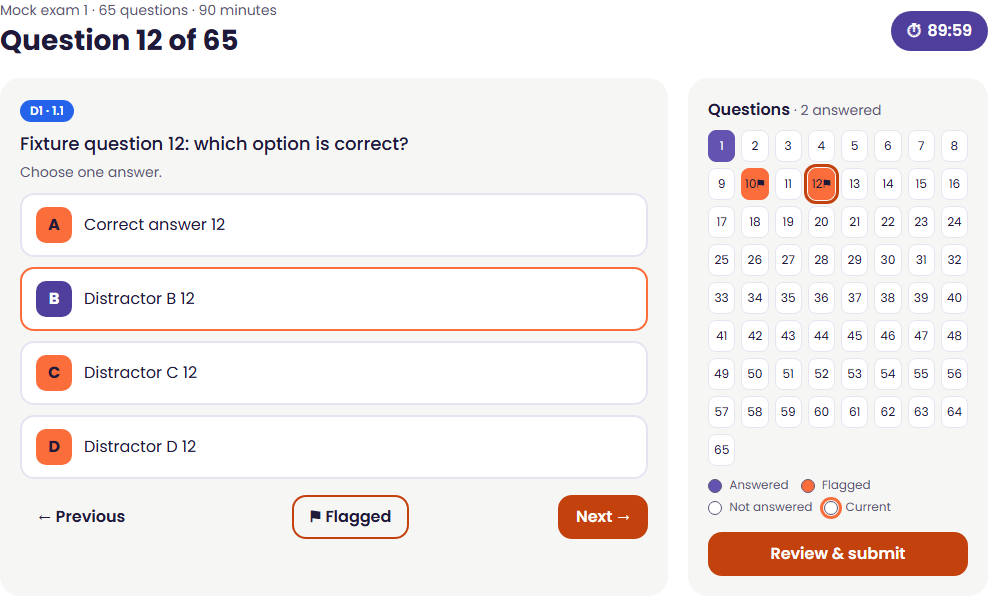 Mock exam 1 · 65 questions · 90 minutes
Question 12 of 65
⏱ 89:59
D1 · 1.1
Fixture question 12: which option is correct?
Choose one answer.
A Correct answer 12
B Distractor B 12
C Distractor C 12
D Distractor D 12
← Previous
⚑ Flagged
Next →
Questions · 2 answered
1 2 3 4 5 6 7 8
9 10⚑ 11 12⚑ 13 14 15 16
17 18 19 20 21 22 23 24
25 26 27 28 29 30 31 32
33 34 35 36 37 38 39 40
41 42 43 44 45 46 47 48
49 50 51 52 53 54 55 56
57 58 59 60 61 62 63 64
65
Answered Flagged
Not answered Current
Review & submit